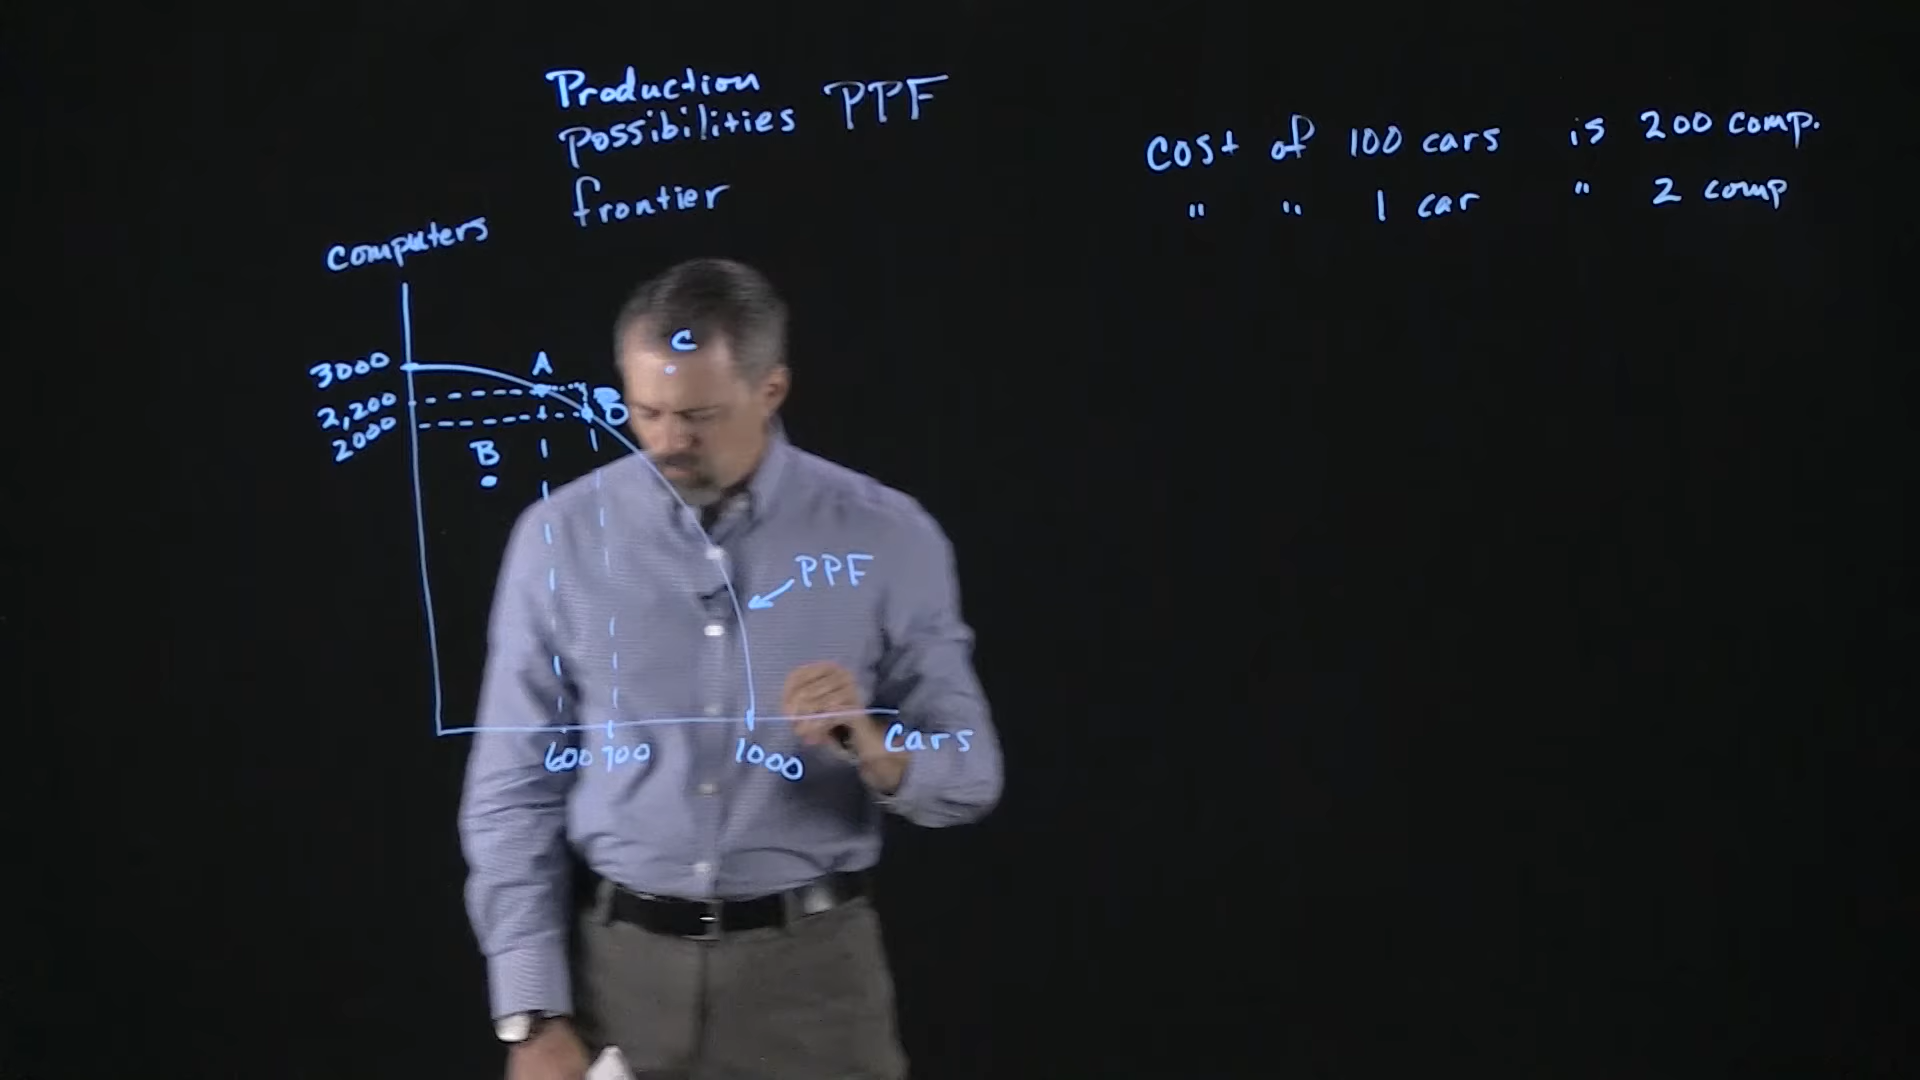 Production
possibilities PPF
frontier
Cost of 100 cars is 200 comp.
" " 1 car " 2 comp
computers
3000
2,200
2000
A
B
C
D
PPF
600 700 1000
Cars